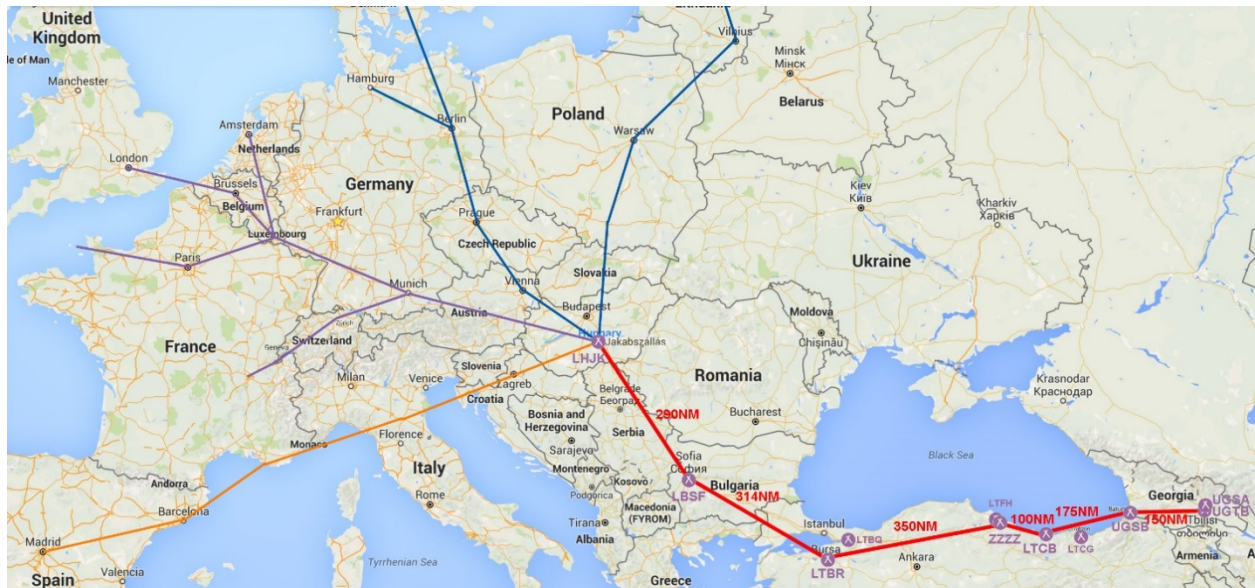 Denmark
Lithuania
United
Kingdom
le of Man
Manchester
Vilnius
Minsk
Мінск
Belarus
Hamburg
Berlin
Poland
Warsaw
Amsterdam
Netherlands
London
Brussels
Belgium
Germany
Frankfurt
Luxembourg
Prague
Czech Republic
Kiev
Київ
Kharkiv
Харків
Paris
Munich
Vienna
Slovakia
Ukraine
Budapest
Austria
Moldova
Chișinău
Zurich
Switzerland
Geneva
France
Hungary
Jakabszállás
LHJK
Slovenia
Zagreb
Croatia
Milan
Venice
Romania
Belgrade
Београд
Bucharest
Krasnodar
Краснодар
Bosnia and
Herzegovina
Sarajevo
Serbia
290NM
Monaco
Florence
Italy
Andorra
Barcelona
Rome
Montenegro
Podgorica
Kosovo
Sofia
София
Bulgaria
LBSF
314NM
Black Sea
Macedonia
(FYROM)
Tirana
Albania
Istanbul
LTBQ
Bursa
LTBR
350NM
Ankara
LTFH
ZZZZ
100NM
LTCB
175NM
LTCG
UGSB
150NM
Georgia
UGSA
UGTB
Tbilisi
თბილისი
Armenia
Madrid
Spain
Valencia
Tyrrhenian Sea
Greece